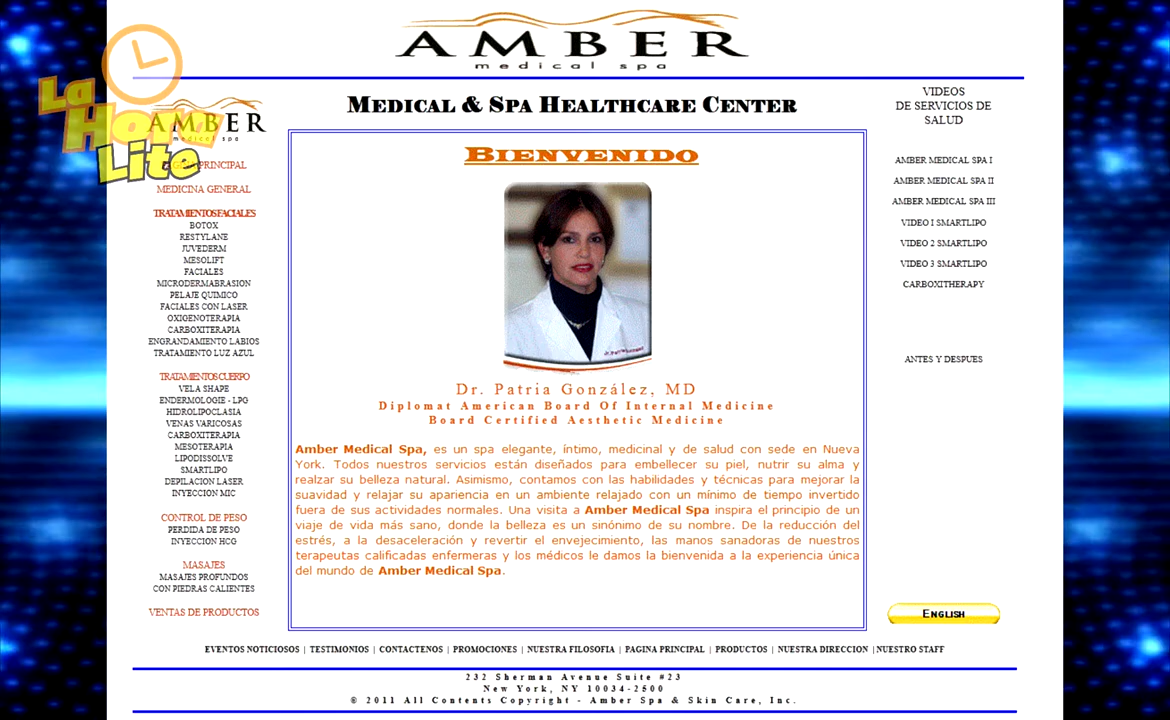 AMBER
medical spa
La
Hora
Lite
AMBER
medical spa
PRINCIPAL
MEDICINA GENERAL
TRATAMIENTOS FACIALES
BOTOX
RESTYLANE
JUVEDERM
MESOLIFT
FACIALES
MICRODERMABRASION
PELAJE QUIMICO
FACIALES CON LASER
OXIGENOTERAPIA
CARBOXITERAPIA
ENGRANDAMIENTO LABIOS
TRATAMIENTO LUZ AZUL
TRATAMIENTOS CUERPO
VELA SHAPE
ENDERMOLOGIE - LPG
HIDROLIPOCLASIA
VENAS VARICOSAS
CARBOXITERAPIA
MESOTERAPIA
LIPODISSOLVE
SMARTLIPO
DEPILACION LASER
INYECCION MIC
CONTROL DE PESO
PERDIDA DE PESO
INYECCION HCG
MASAJES
MASAJES PROFUNDOS
CON PIEDRAS CALIENTES
VENTAS DE PRODUCTOS
MEDICAL & SPA HEALTHCARE CENTER
BIENVENIDO
Dr. Patria González, MD
Diplomat American Board Of Internal Medicine
Board Certified Aesthetic Medicine
Amber Medical Spa, es un spa elegante, íntimo, medicinal y de salud con sede en Nueva
York. Todos nuestros servicios están diseñados para embellecer su piel, nutrir su alma y
realzar su belleza natural. Asimismo, contamos con las habilidades y técnicas para mejorar la
suavidad y relajar su apariencia en un ambiente relajado con un mínimo de tiempo invertido
fuera de sus actividades normales. Una visita a Amber Medical Spa inspira el principio de un
viaje de vida más sano, donde la belleza es un sinónimo de su nombre. De la reducción del
estrés, a la desaceleración y revertir el envejecimiento, las manos sanadoras de nuestros
terapeutas calificadas enfermeras y los médicos le damos la bienvenida a la experiencia única
del mundo de Amber Medical Spa.
VIDEOS
DE SERVICIOS DE
SALUD
AMBER MEDICAL SPA I
AMBER MEDICAL SPA II
AMBER MEDICAL SPA III
VIDEO I SMARTLIPO
VIDEO 2 SMARTLIPO
VIDEO 3 SMARTLIPO
CARBOXITHERAPY
ANTES Y DESPUES
ENGLISH
EVENTOS NOTICIOSOS | TESTIMONIOS | CONTACTENOS | PROMOCIONES | NUESTRA FILOSOFIA | PAGINA PRINCIPAL | PRODUCTOS | NUESTRA DIRECCION | NUESTRO STAFF
232 Sherman Avenue Suite #23
New York, NY 10034-2500
© 2011 All Contents Copyright - Amber Spa & Skin Care, Inc.